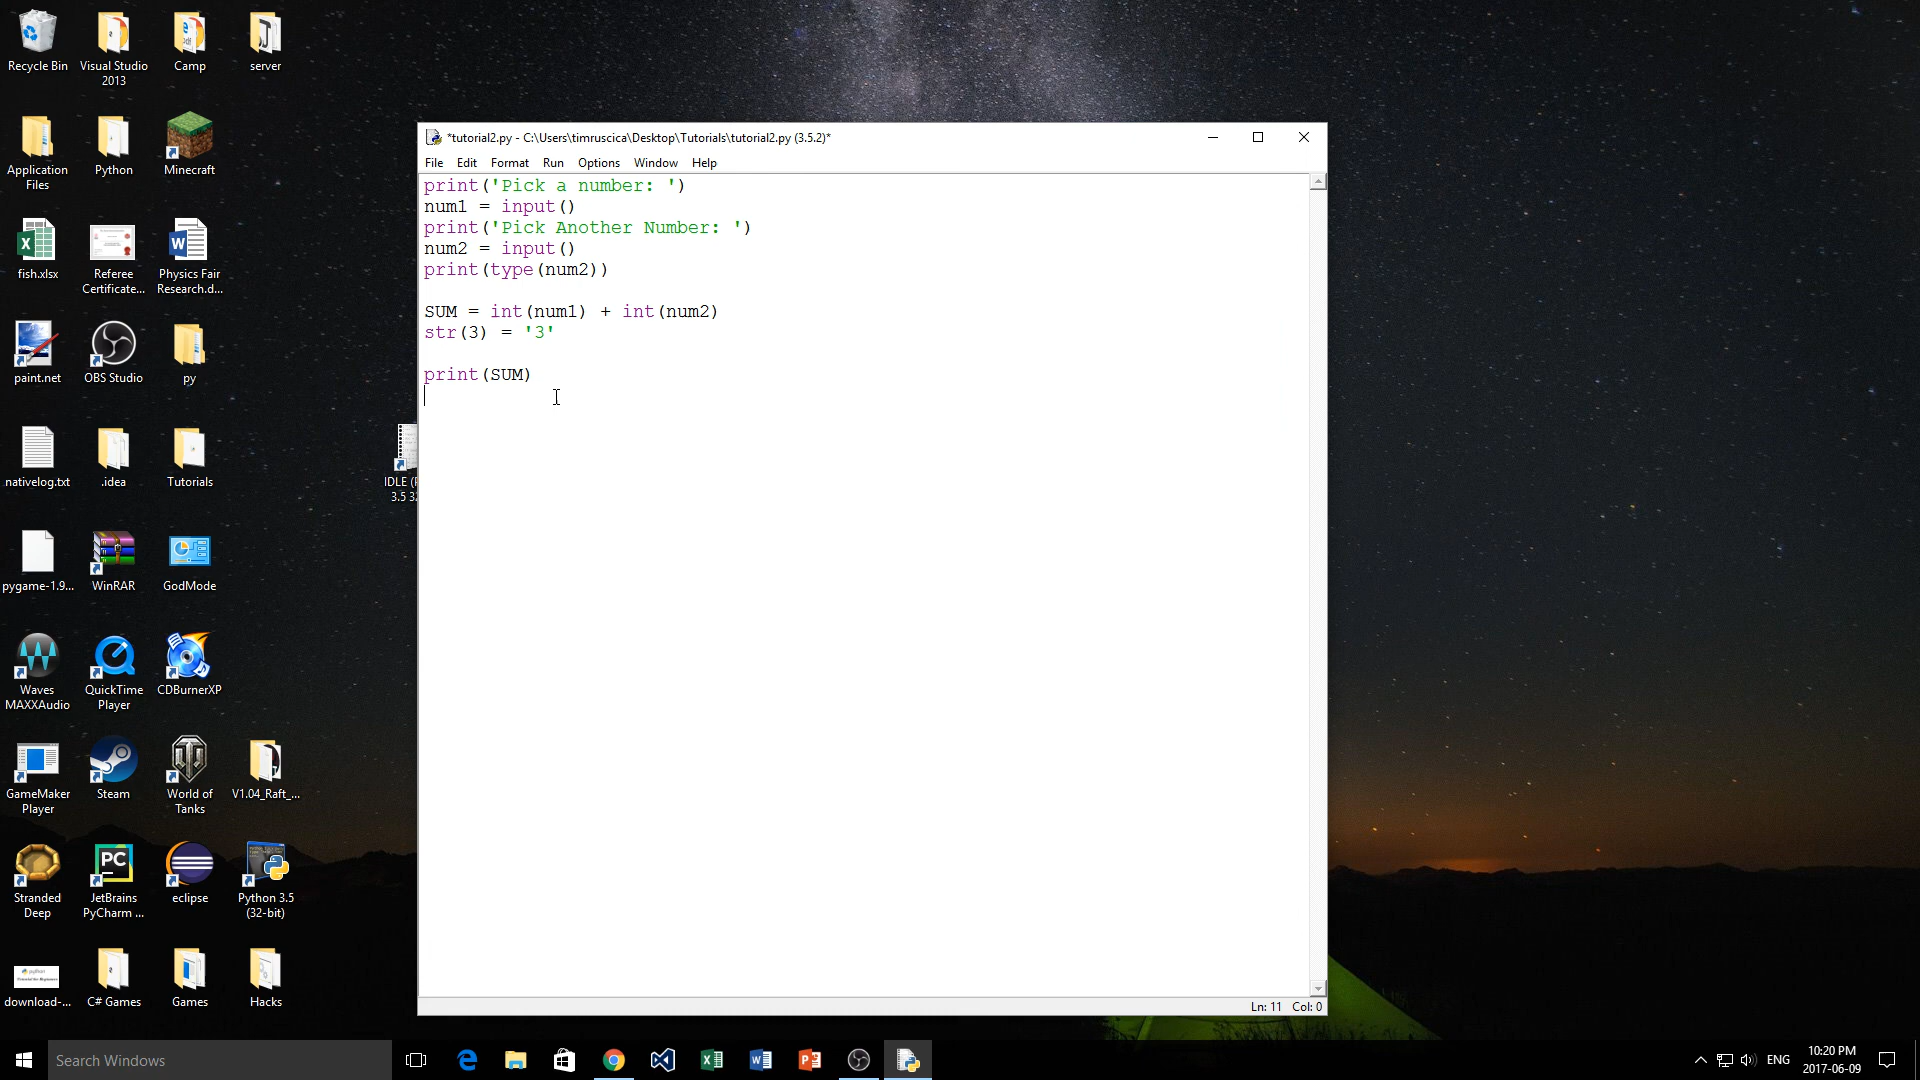 Recycle Bin
Visual Studio
2013
Camp
server
Application
Files
Python
Minecraft
fish.xlsx
Referee
Certificate...
Physics Fair
Research.d...
paint.net
OBS Studio
py
nativelog.txt
.idea
Tutorials
IDLE (
3.5 3
pygame-1.9...
WinRAR
GodMode
Waves
MAXXAudio
QuickTime
Player
CDBurnerXP
GameMaker
Player
Steam
World of
Tanks
V1.04_Raft_...
Stranded
Deep
JetBrains
PyCharm ...
eclipse
Python 3.5
(32-bit)
download-...
C# Games
Games
Hacks
*tutorial2.py - C:\Users\timruscica\Desktop\Tutorials\tutorial2.py (3.5.2)*
File Edit Format Run Options Window Help
print('Pick a number: ')
num1 = input()
print('Pick Another Number: ')
num2 = input()
print(type(num2))
SUM = int(num1) + int(num2)
str(3) = '3'
print(SUM)
Ln: 11 Col: 0
Search Windows
ENG
10:20 PM
2017-06-09